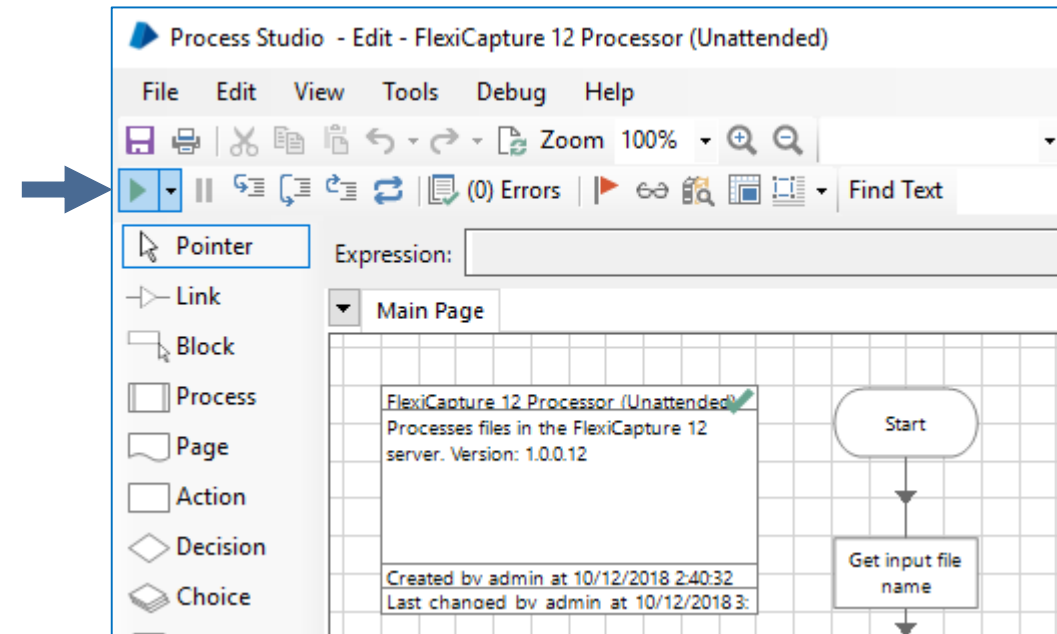 Process Studio - Edit - FlexiCapture 12 Processor (Unattended)
File Edit View Tools Debug Help
Zoom 100%
(0) Errors Find Text
Pointer
Expression:
Link
Main Page
Block
Process
Page
Action
Decision
Choice
FlexiCapture 12 Processor (Unattended)
Processes files in the FlexiCapture 12
server. Version: 1.0.0.12
Created by admin at 10/12/2018 2:40:32
Last changed by admin at 10/12/2018 3:
Start
Get input file
name